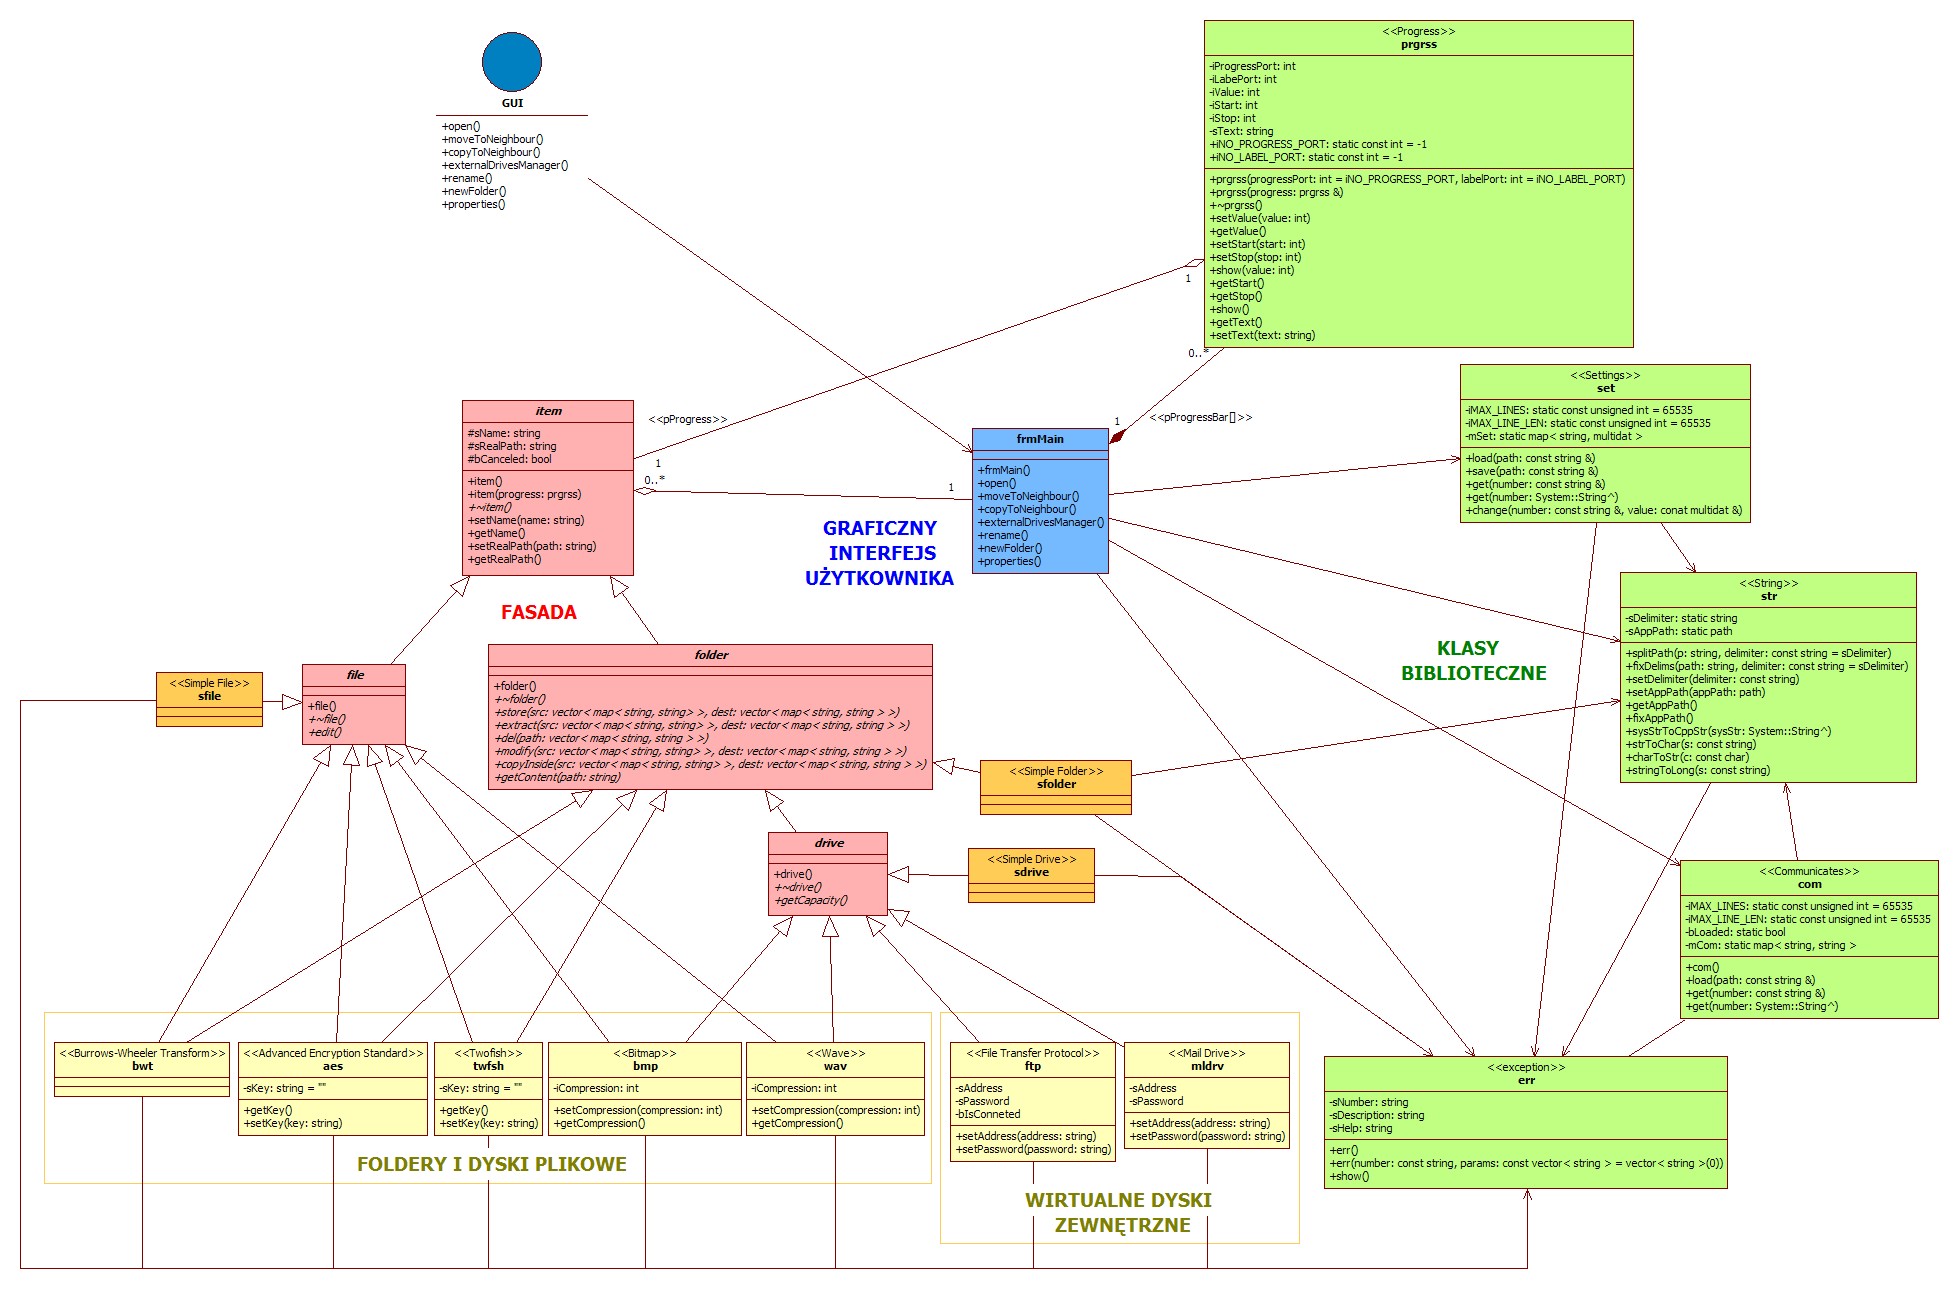 GUI
+open()
+moveToNeighbour()
+copyToNeighbour()
+externalDrivesManager()
+rename()
+newFolder()
+properties()
<<Progress>>
prgrss
-iProgressPort: int
-iLabePort: int
-iValue: int
-iStart: int
-iStop: int
-sText: string
+iNO_PROGRESS_PORT: static const int = -1
+iNO_LABEL_PORT: static const int = -1
+prgrss(progressPort: int = iNO_PROGRESS_PORT, labelPort: int = iNO_LABEL_PORT)
+prgrss(progress: prgrss &)
+~prgrss()
+setValue(value: int)
+getValue()
+setStart(start: int)
+setStop(stop: int)
+show(value: int)
+getStart()
+getStop()
+show()
+getText()
+setText(text: string)
1
0..*
<<pProgress>>
1
0..*
1
1
<<pProgressBar[]>>
item
#sName: string
#sRealPath: string
#bCanceled: bool
+item()
+item(progress: prgrss)
+~item()
+setName(name: string)
+getName()
+setRealPath(path: string)
+getRealPath()
frmMain
+frmMain()
+open()
+moveToNeighbour()
+copyToNeighbour()
+externalDrivesManager()
+rename()
+newFolder()
+properties()
GRAFICZNY
INTERFEJS
UŻYTKOWNIKA
<<Settings>>
set
-iMAX_LINES: static const unsigned int = 65535
-iMAX_LINE_LEN: static const unsigned int = 65535
-mSet: static map< string, multidat >
+load(path: const string &)
+save(path: const string &)
+get(number: const string &)
+get(number: System::String^)
+change(number: const string &, value: conat multidat &)
FASADA
<<String>>
str
-sDelimiter: static string
-sAppPath: static path
+splitPath(p: string, delimiter: const string = sDelimiter)
+fixDelims(path: string, delimiter: const string = sDelimiter)
+setDelimiter(delimiter: const string)
+setAppPath(appPath: path)
+getAppPath()
+fixAppPath()
+sysStrToCppStr(sysStr: System::String^)
+strToChar(s: const string)
+charToStr(c: const char)
+stringToLong(s: const string)
KLASY
BIBLIOTECZNE
<<Simple File>>
sfile
file
+file()
+~file()
+edit()
folder
+folder()
+~folder()
+store(src: vector< map< string, string> >, dest: vector< map< string, string > >)
+extract(src: vector< map< string, string> >, dest: vector< map< string, string > >)
+del(path: vector< map< string, string> >)
+modify(src: vector< map< string, string> >, dest: vector< map< string, string > >)
+copyInside(src: vector< map< string, string> >, dest: vector< map< string, string > >)
+getContent(path: string)
<<Simple Folder>>
sfolder
drive
+drive()
+~drive()
+getCapacity()
<<Simple Drive>>
sdrive
<<Communicates>>
com
-iMAX_LINES: static const unsigned int = 65535
-iMAX_LINE_LEN: static const unsigned int = 65535
-bLoaded: static bool
-mCom: static map< string, string >
+com()
+load(path: const string &)
+get(number: const string &)
+get(number: System::String^)
<<Burrows-Wheeler Transform>>
bwt
<<Advanced Encryption Standard>>
aes
-sKey: string = ""
+getKey()
+setKey(key: string)
<<Twofish>>
twfsh
-sKey: string = ""
+getKey()
+setKey(key: string)
<<Bitmap>>
bmp
-iCompression: int
+setCompression(compression: int)
+getCompression()
<<Wave>>
wav
-iCompression: int
+setCompression(compression: int)
+getCompression()
FOLDERY I DYSKI PLIKOWE
<<File Transfer Protocol>>
ftp
-sAddress
-sPassword
-bIsConneted
+setAddress(address: string)
+setPassword(password: string)
<<Mail Drive>>
mldrv
-sAddress
-sPassword
+setAddress(address: string)
+setPassword(password: string)
WIRTUALNE DYSKI
ZEWNĘTRZNE
<<exception>>
err
-sNumber: string
-sDescription: string
-sHelp: string
+err()
+err(number: const string, params: const vector< string > = vector< string >(0))
+show()